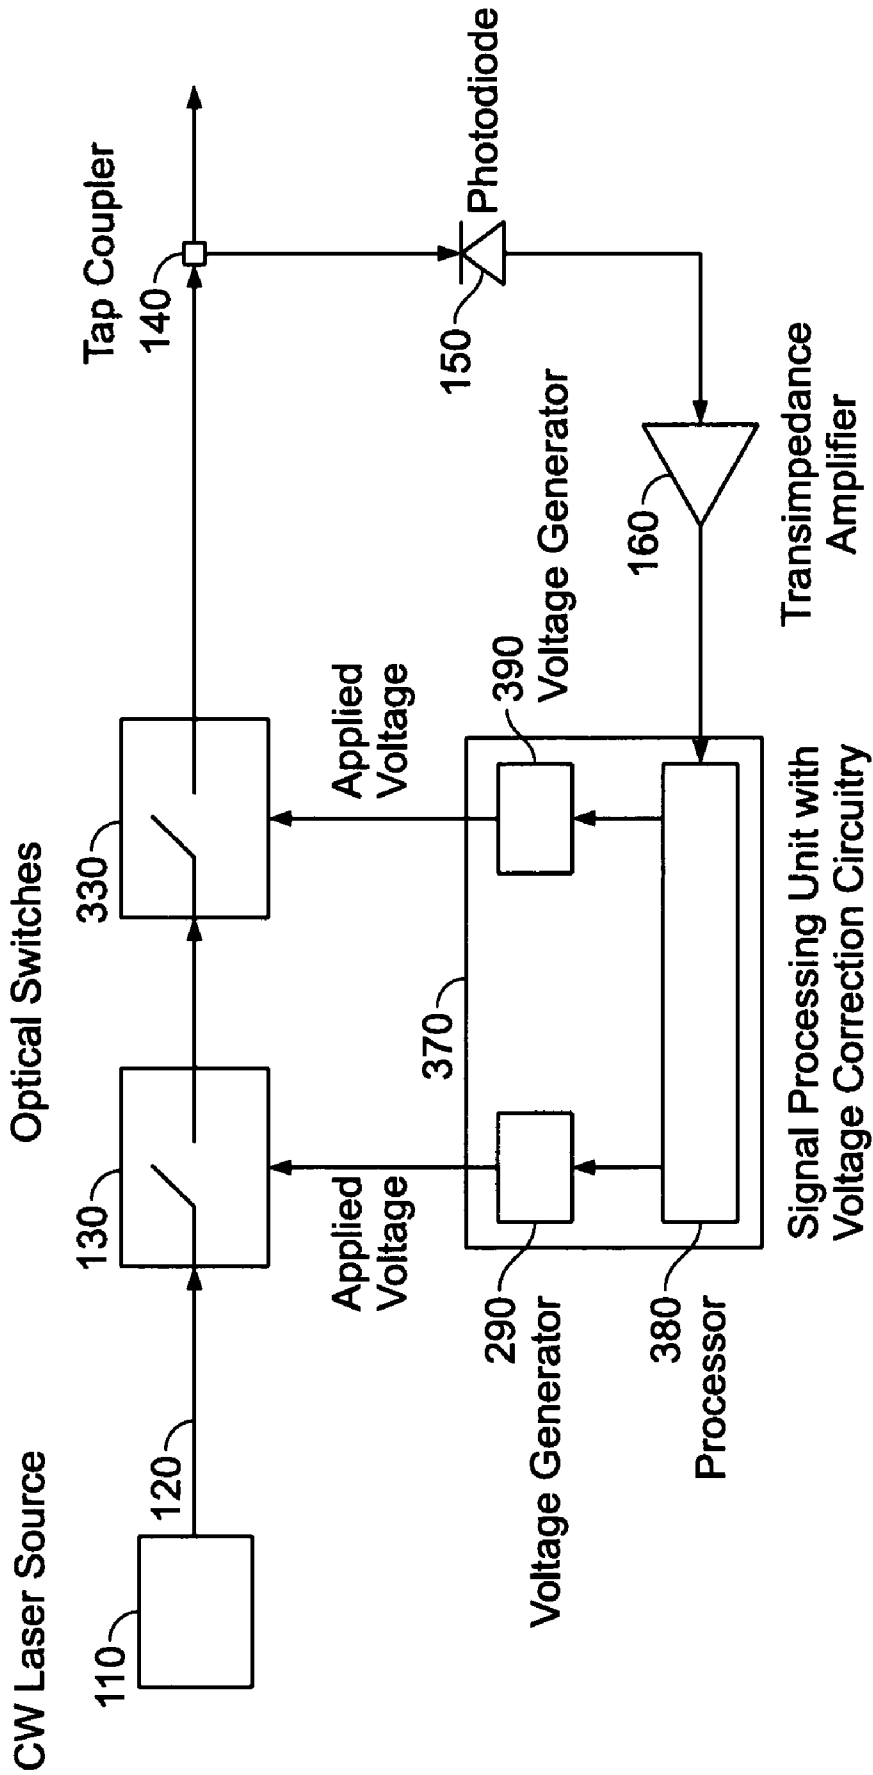 CW Laser Source
110
120
Optical Switches
130
330
Tap Coupler
140
Applied
Voltage
Applied
Voltage
150
Photodiode
370
290
Voltage Generator
390
Voltage Generator
160
380
Processor
Transimpedance
Amplifier
Signal Processing Unit with
Voltage Correction Circuitry